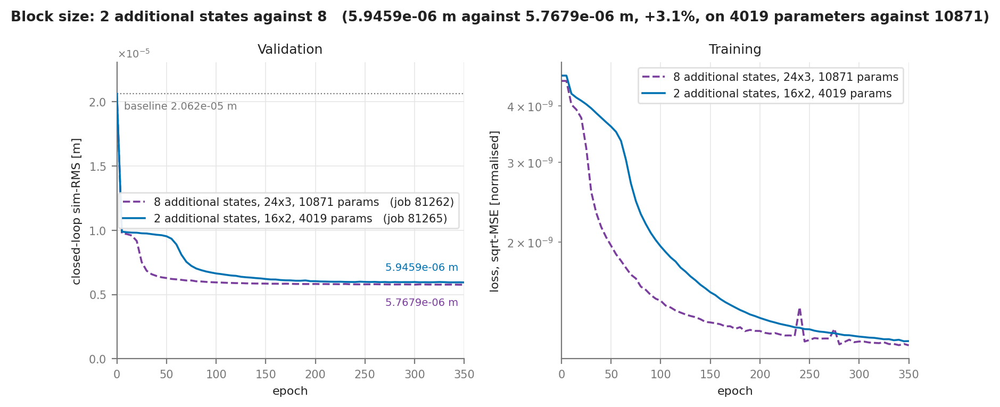 Block size: 2 additional states against 8   (5.9459e-06 m against 5.7679e-06 m, +3.1%, on 4019 parameters against 10871)
Validation
×10⁻⁵
closed-loop sim-RMS [m]
2.0
1.5
1.0
0.5
0.0
baseline 2.062e-05 m
8 additional states, 24x3, 10871 params   (job 81262)
2 additional states, 16x2, 4019 params   (job 81265)
5.9459e-06 m
5.7679e-06 m
0 50 100 150 200 250 300 350
epoch
Training
loss, sqrt-MSE [normalised]
4 × 10⁻⁹
3 × 10⁻⁹
2 × 10⁻⁹
8 additional states, 24x3, 10871 params
2 additional states, 16x2, 4019 params
0 50 100 150 200 250 300 350
epoch